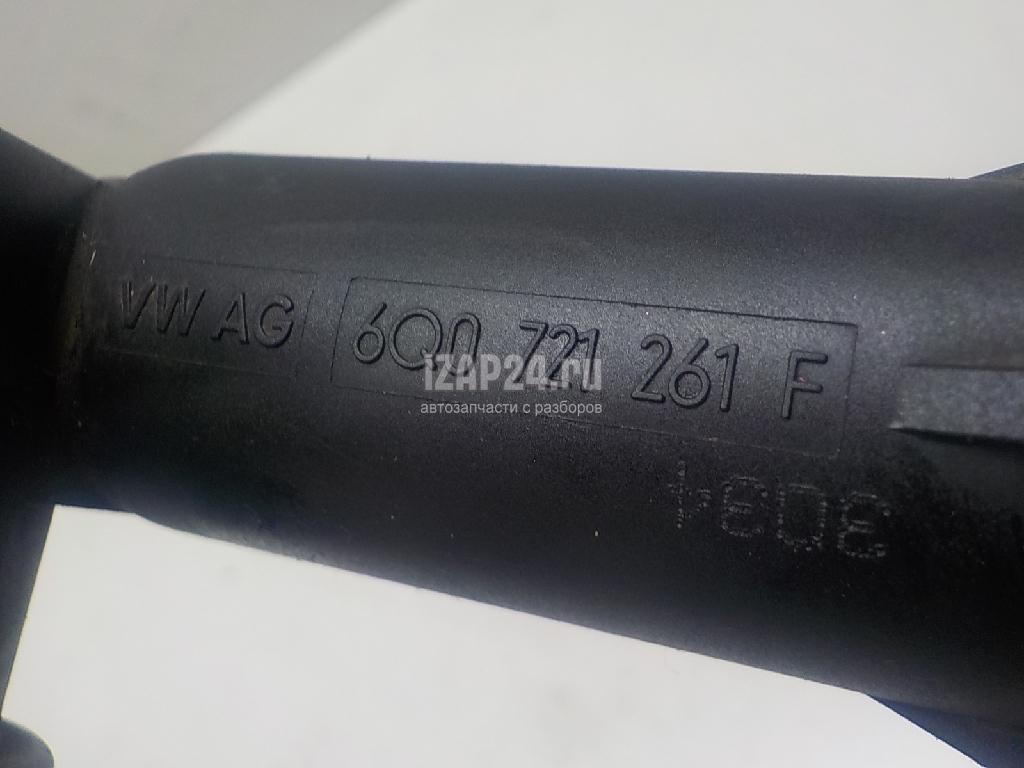 VW AG 6Q0 721 261 F
iZAP24.ru
автозапчасти с разборов